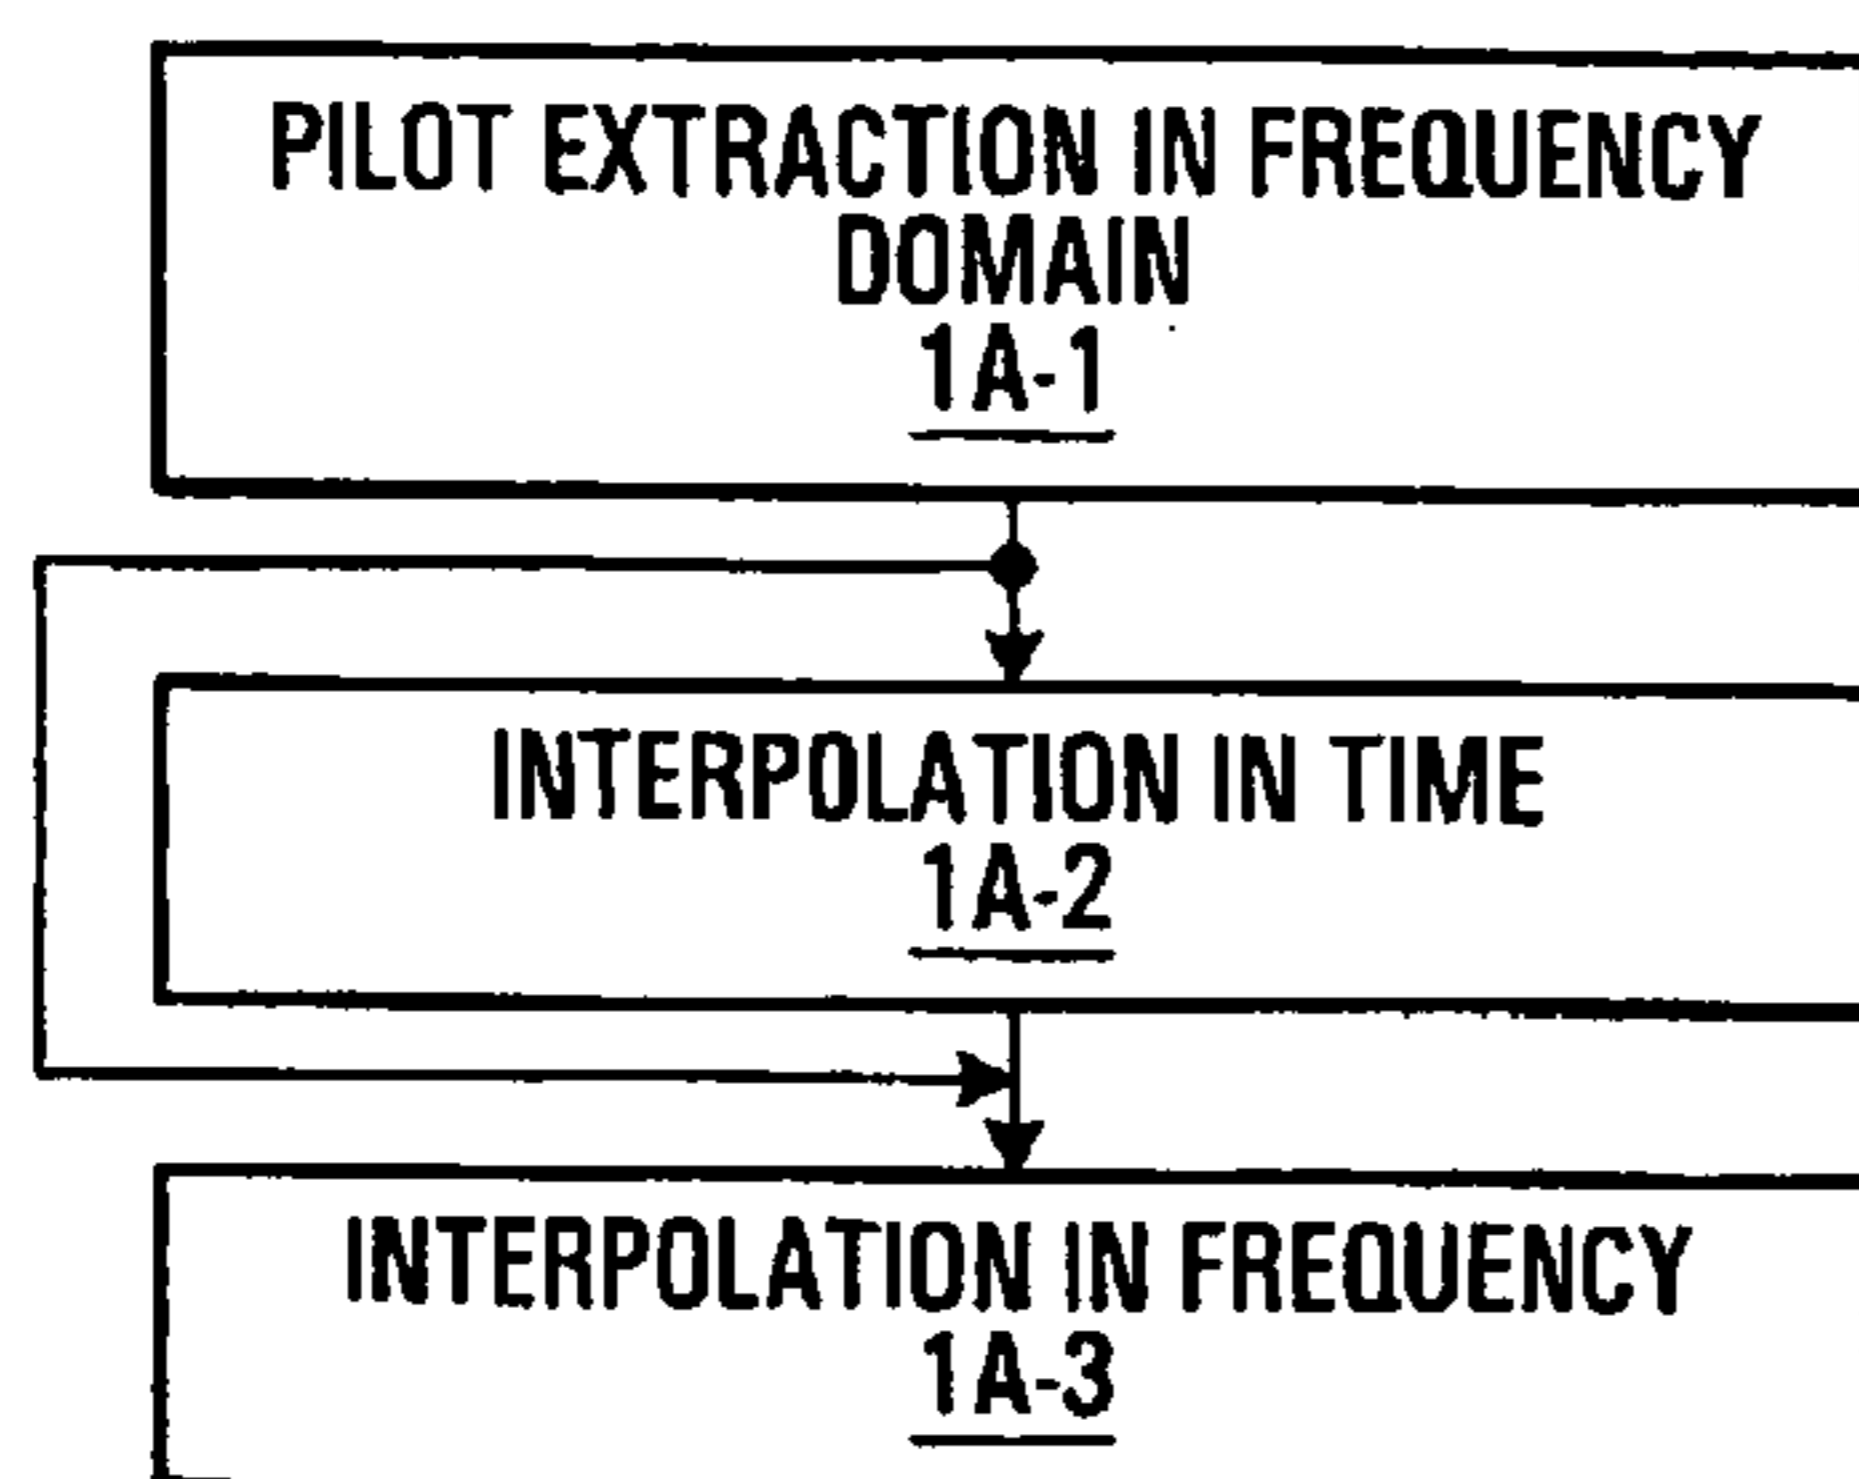 PILOT EXTRACTION IN FREQUENCY
DOMAIN
1A-1
INTERPOLATION IN TIME
1A-2
INTERPOLATION IN FREQUENCY
1A-3